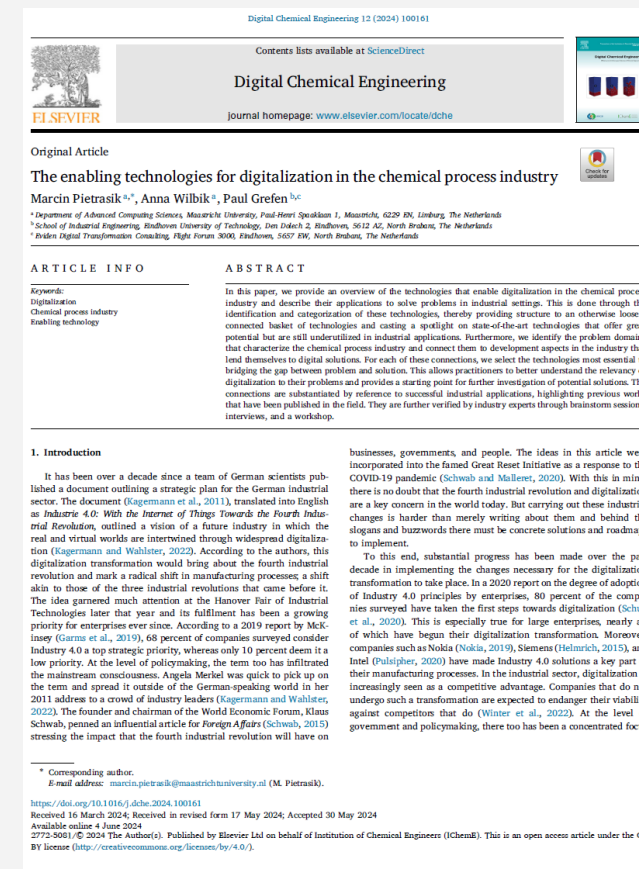 Digital Chemical Engineering 12 (2024) 100161
Contents lists available at ScienceDirect
Digital Chemical Engineering
journal homepage: www.elsevier.com/locate/dche
ELSEVIER
Original Article
Check for
updates
The enabling technologies for digitalization in the chemical process industry
Marcin Pietrasik a,*, Anna Wilbik a, Paul Grefen b,c
a Department of Advanced Computing Sciences, Maastricht University, Paul-Henri Spaaklaan 1, Maastricht, 6229 EN, Limburg, The Netherlands
b School of Industrial Engineering, Eindhoven University of Technology, Den Dolech 2, Eindhoven, 5612 AZ, North Brabant, The Netherlands
c Eviden Digital Transformation Consulting, Flight Forum 3000, Eindhoven, 5657 EW, North Brabant, The Netherlands
ARTICLE INFO
Keywords:
Digitalization
Chemical process industry
Enabling technology
ABSTRACT
In this paper, we provide an overview of the technologies that enable digitalization in the chemical proce
industry and describe their applications to solve problems in industrial settings. This is done through th
identification and categorization of these technologies, thereby providing structure to an otherwise loose
connected basket of technologies and casting a spotlight on state-of-the-art technologies that offer grea
potential but are still underutilized in industrial applications. Furthermore, we identify the problem domain
that characterize the chemical process industry and connect them to development aspects in the industry tha
lend themselves to digital solutions. For each of these connections, we select the technologies most essential
bridging the gap between problem and solution. This allows practitioners to better understand the relevancy
digitalization to their problems and provides a starting point for further investigation of potential solutions. Th
connections are substantiated by reference to successful industrial applications, highlighting previous work
that have been published in the field. They are further verified by industry experts through brainstorm session
interviews, and a workshop.
1. Introduction
It has been over a decade since a team of German scientists pub-
lished a document outlining a strategic plan for the German industrial
sector. The document (Kagermann et al., 2011), translated into English
as Industrie 4.0: With the Internet of Things Towards the Fourth Indus-
trial Revolution, outlined a vision of a future industry in which the
real and virtual worlds are intertwined through widespread digitaliza-
tion (Kagermann and Wahlster, 2022). According to the authors, this
digitalization transformation would bring about the fourth industrial
revolution and mark a radical shift in manufacturing processes; a shift
akin to those of the three industrial revolutions that came before it.
The idea garnered much attention at the Hanover Fair of Industrial
Technologies later that year and its fulfilment has been a growing
priority for enterprises ever since. According to a 2019 report by McK-
insey (Garms et al., 2019), 68 percent of companies surveyed consider
Industry 4.0 a top strategic priority, whereas only 10 percent deem it a
low priority. At the level of policymaking, the term too has infiltrated
the mainstream consciousness. Angela Merkel was quick to pick up on
the term and spread it outside of the German-speaking world in her
2011 address to a crowd of industry leaders (Kagermann and Wahlster,
2022). The founder and chairman of the World Economic Forum, Klaus
Schwab, penned an influential article for Foreign Affairs (Schwab, 2015)
stressing the impact that the fourth industrial revolution will have on
businesses, governments, and people. The ideas in this article we
incorporated into the famed Great Reset Initiative as a response to th
COVID-19 pandemic (Schwab and Malleret, 2020). With this in min
there is no doubt that the fourth industrial revolution and digitalizatio
are a key concern in the world today. But carrying out these industri
changes is harder than merely writing about them and behind th
slogans and buzzwords there must be concrete solutions and roadmap
to implement.
To this end, substantial progress has been made over the pa
decade in implementing the changes necessary for the digitalizatio
transformation to take place. In a 2020 report on the degree of adoptio
of Industry 4.0 principles by enterprises, 80 percent of the comp
nies surveyed have taken the first steps towards digitalization (Schu
et al., 2020). This is especially true for large enterprises, nearly a
of which have begun their digitalization transformation. Moreove
companies such as Nokia (Nokia, 2019), Siemens (Helmrich, 2015), an
Intel (Pulsipher, 2020) have made Industry 4.0 solutions a key part
their manufacturing processes. In the industrial sector, digitalization
increasingly seen as a competitive advantage. Companies that do no
undergo such a transformation are expected to endanger their viabili
against competitors that do (Winter et al., 2022). At the level
government and policymaking, there too has been a concentrated foc
* Corresponding author.
E-mail address: marcin.pietrasik@maastrichtuniversity.nl (M. Pietrasik).
https://doi.org/10.1016/j.dche.2024.100161
Received 16 March 2024; Received in revised form 17 May 2024; Accepted 30 May 2024
Available online 4 June 2024
2772-5081/© 2024 The Author(s). Published by Elsevier Ltd on behalf of Institution of Chemical Engineers (IChemE). This is an open access article under the C
BY license (http://creativecommons.org/licenses/by/4.0/).